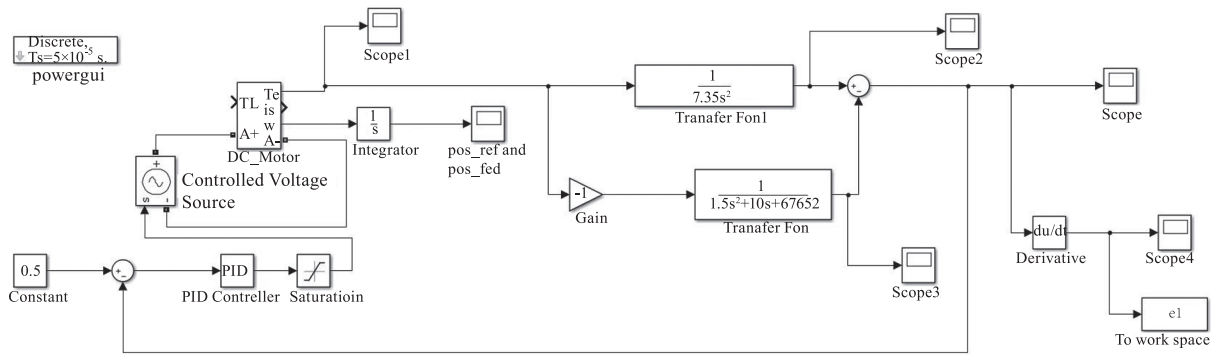 Discrete,
Ts=5×10⁻⁵ s.
powergui
Scope1
Scope2
1
7.35s²
Tranafer Fon1
+
−
Scope
TL
Te
is
w
A+
A-
DC_Motor
1
s
Integrator
pos_ref and
pos_fed
+
s
-
Controlled Voltage
Source
-1
Gain
1
1.5s²+10s+67652
Tranafer Fon
du/dt
Derivative
Scope4
Scope3
0.5
Constant
+
−
PID
PID Contreller
Saturatioin
e1
To work space